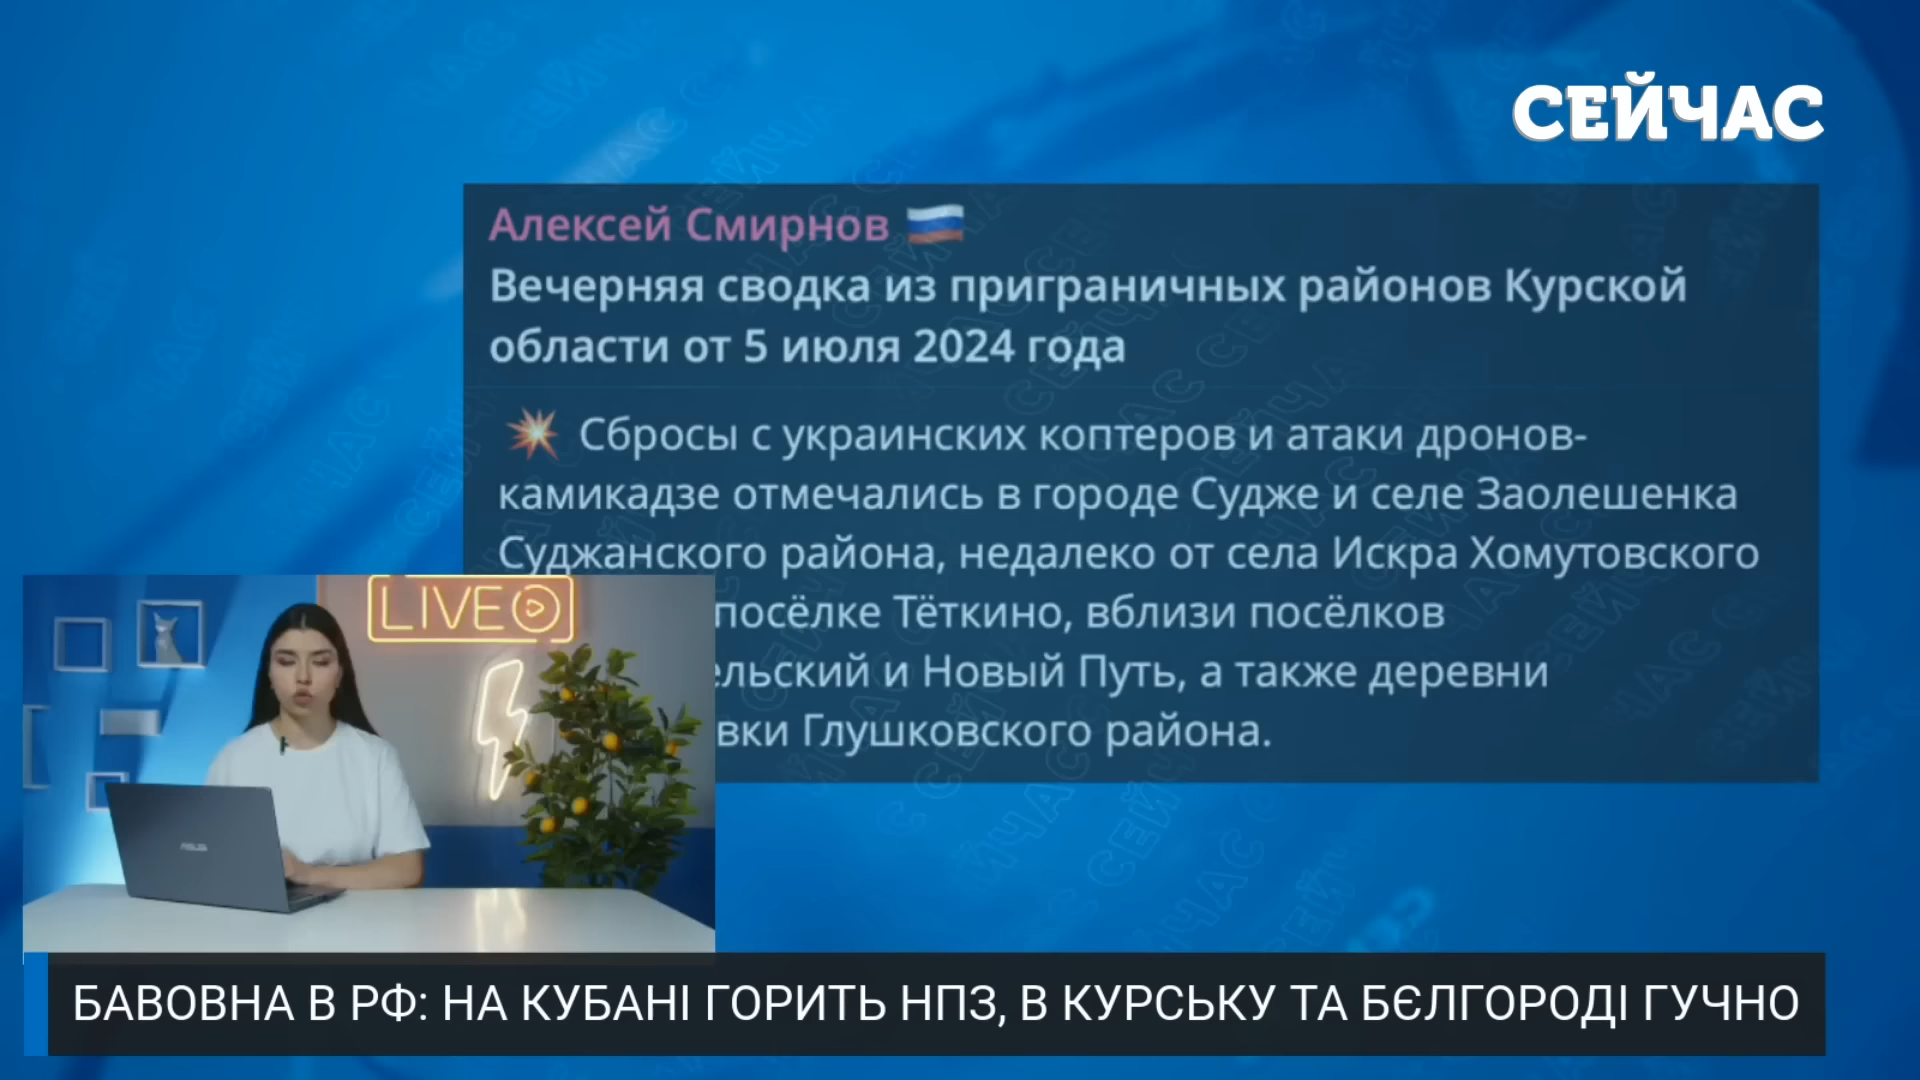 СЕЙЧАС
Алексей Смирнов
Вечерняя сводка из приграничных районов Курской
области от 5 июля 2024 года
Сбросы с украинских коптеров и атаки дронов-
камикадзе отмечались в городе Судже и селе Заолешенка
Суджанского района, недалеко от села Искра Хомутовского
посёлке Тёткино, вблизи посёлков
ельский и Новый Путь, а также деревни
вки Глушковского района.
LIVE
ASUS
БАВОВНА В РФ: НА КУБАНІ ГОРИТЬ НПЗ, В КУРСЬКУ ТА БЄЛГОРОДІ ГУЧНО